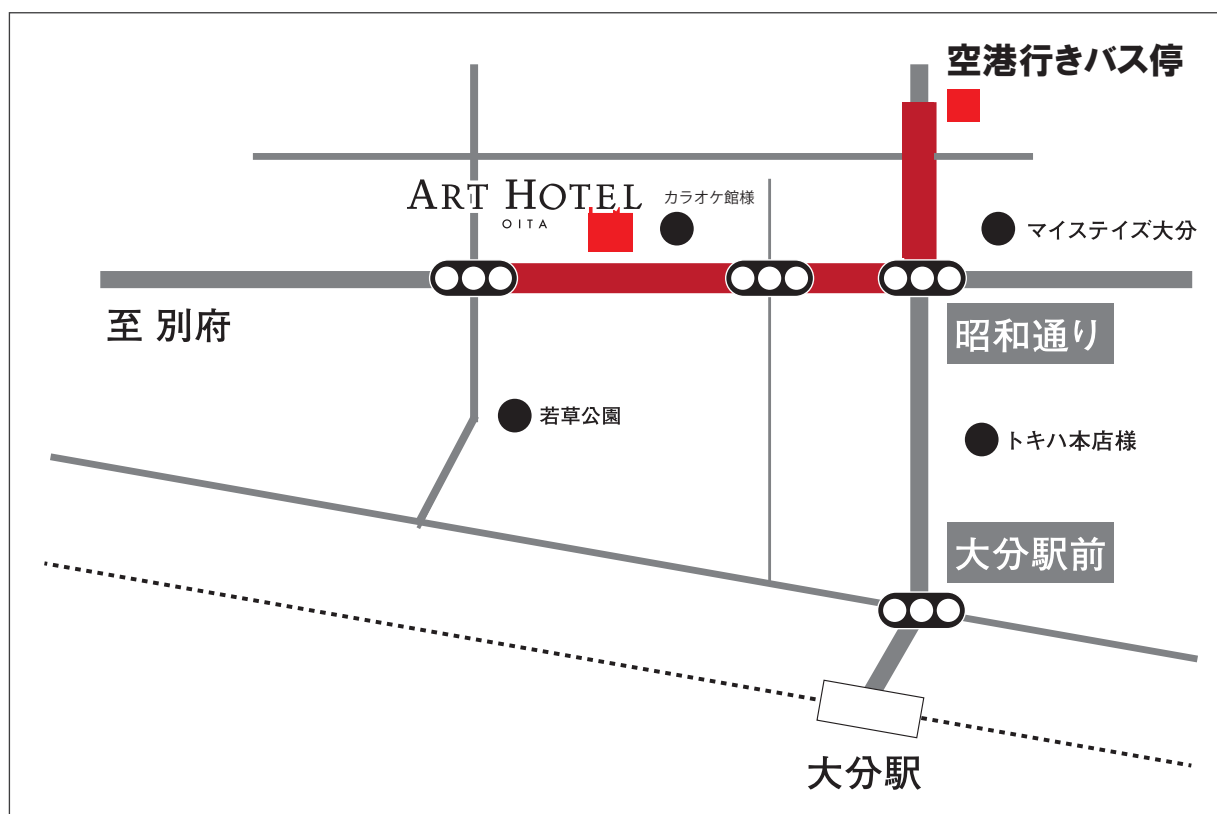 空港行きバス停
ART HOTEL
OITA
カラオケ館様
マイステイズ大分
至 別府
昭和通り
若草公園
トキハ本店様
大分駅前
大分駅